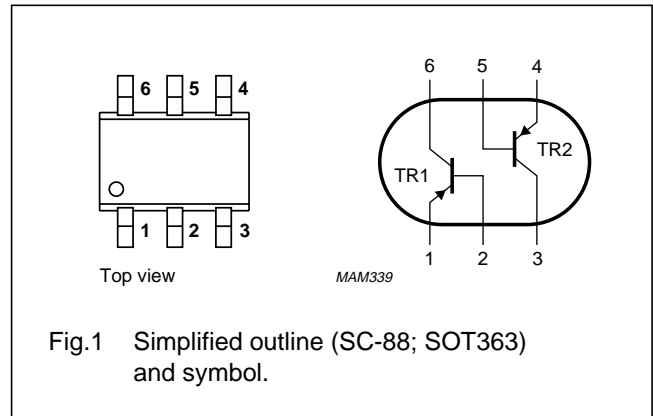 6 5 4
1 2 3
Top view
6 5 4
TR1 TR2
1 2 3
MAM339
Fig.1 Simplified outline (SC-88; SOT363)
and symbol.